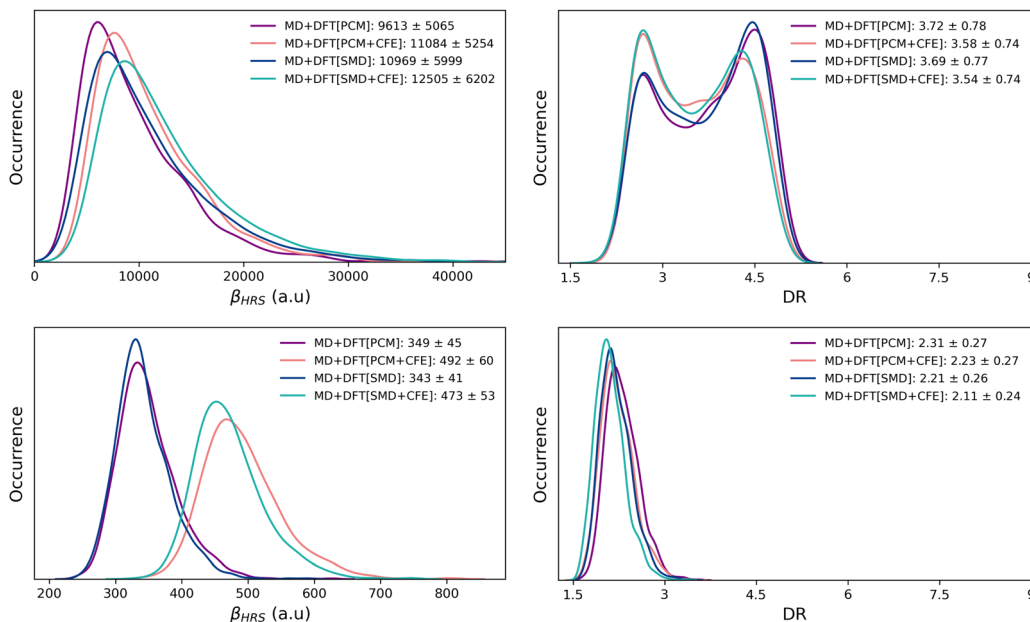 Occurrence
MD+DFT[PCM]: 9613 ± 5065
MD+DFT[PCM+CFE]: 11084 ± 5254
MD+DFT[SMD]: 10969 ± 5999
MD+DFT[SMD+CFE]: 12505 ± 6202
0 10000 20000 30000 40000
β_HRS (a.u)
Occurrence
MD+DFT[PCM]: 3.72 ± 0.78
MD+DFT[PCM+CFE]: 3.58 ± 0.74
MD+DFT[SMD]: 3.69 ± 0.77
MD+DFT[SMD+CFE]: 3.54 ± 0.74
1.5 3 4.5 6 7.5 9
DR
Occurrence
MD+DFT[PCM]: 349 ± 45
MD+DFT[PCM+CFE]: 492 ± 60
MD+DFT[SMD]: 343 ± 41
MD+DFT[SMD+CFE]: 473 ± 53
200 300 400 500 600 700 800
β_HRS (a.u)
Occurrence
MD+DFT[PCM]: 2.31 ± 0.27
MD+DFT[PCM+CFE]: 2.23 ± 0.27
MD+DFT[SMD]: 2.21 ± 0.26
MD+DFT[SMD+CFE]: 2.11 ± 0.24
1.5 3 4.5 6 7.5 9
DR